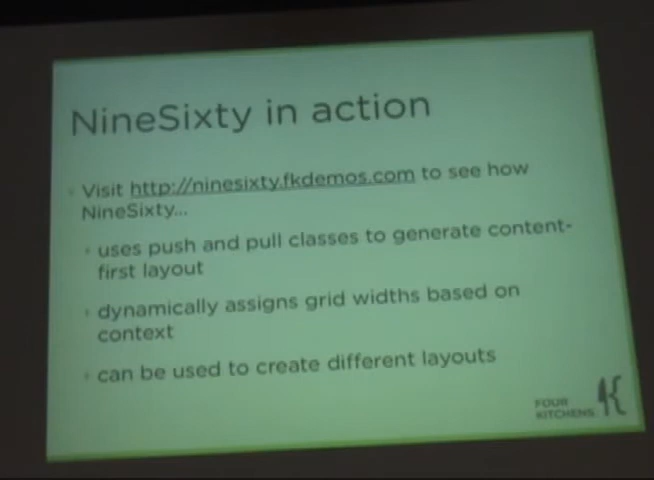 NineSixty in action
Visit http://ninesixty.fkdemos.com to see how
NineSixty...
uses push and pull classes to generate content-
first layout
dynamically assigns grid widths based on
context
can be used to create different layouts
FOUR
KITCHENS